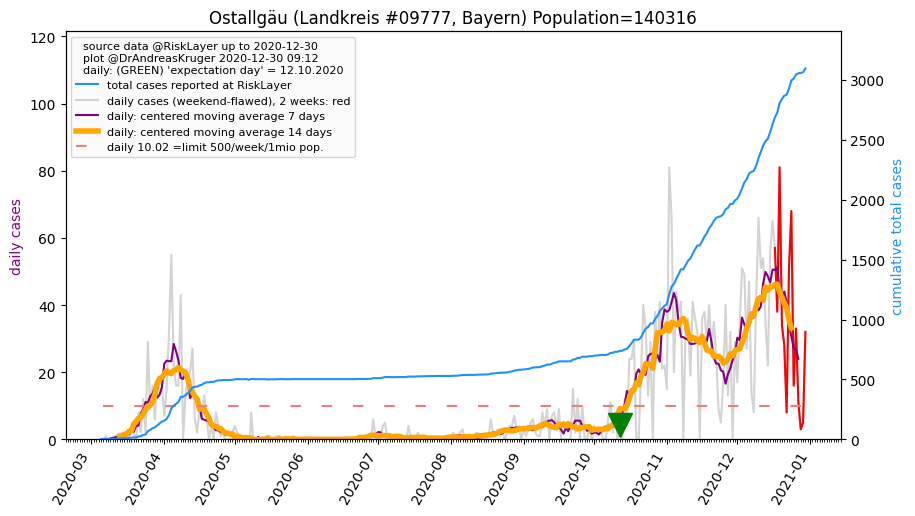 Ostallgäu (Landkreis #09777, Bayern) Population=140316
source data @RiskLayer up to 2020-12-30
plot @DrAndreasKruger 2020-12-30 09:12
daily: (GREEN) 'expectation day' = 12.10.2020
total cases reported at RiskLayer
daily cases (weekend-flawed), 2 weeks: red
daily: centered moving average 7 days
daily: centered moving average 14 days
daily 10.02 =limit 500/week/1mio pop.
daily cases
120
100
80
60
40
20
0
cumulative total cases
3000
2500
2000
1500
1000
500
0
2020-03
2020-04
2020-05
2020-06
2020-07
2020-08
2020-09
2020-10
2020-11
2020-12
2021-01